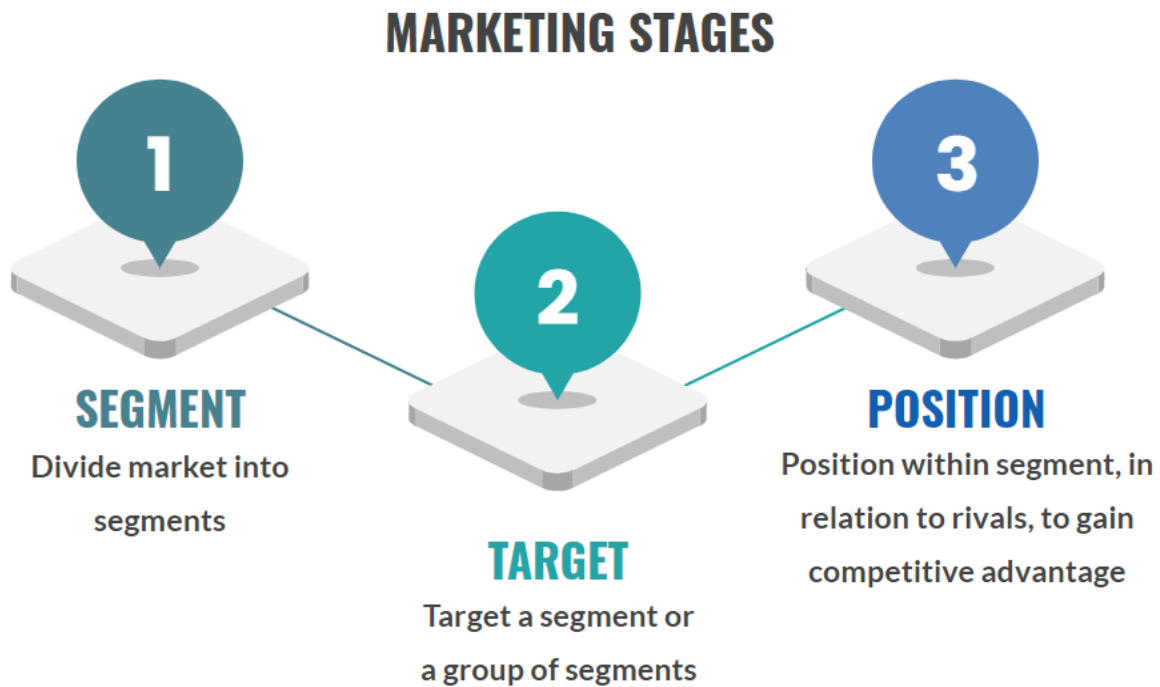 MARKETING STAGES
1
SEGMENT
Divide market into
segments
2
TARGET
Target a segment or
a group of segments
3
POSITION
Position within segment, in
relation to rivals, to gain
competitive advantage